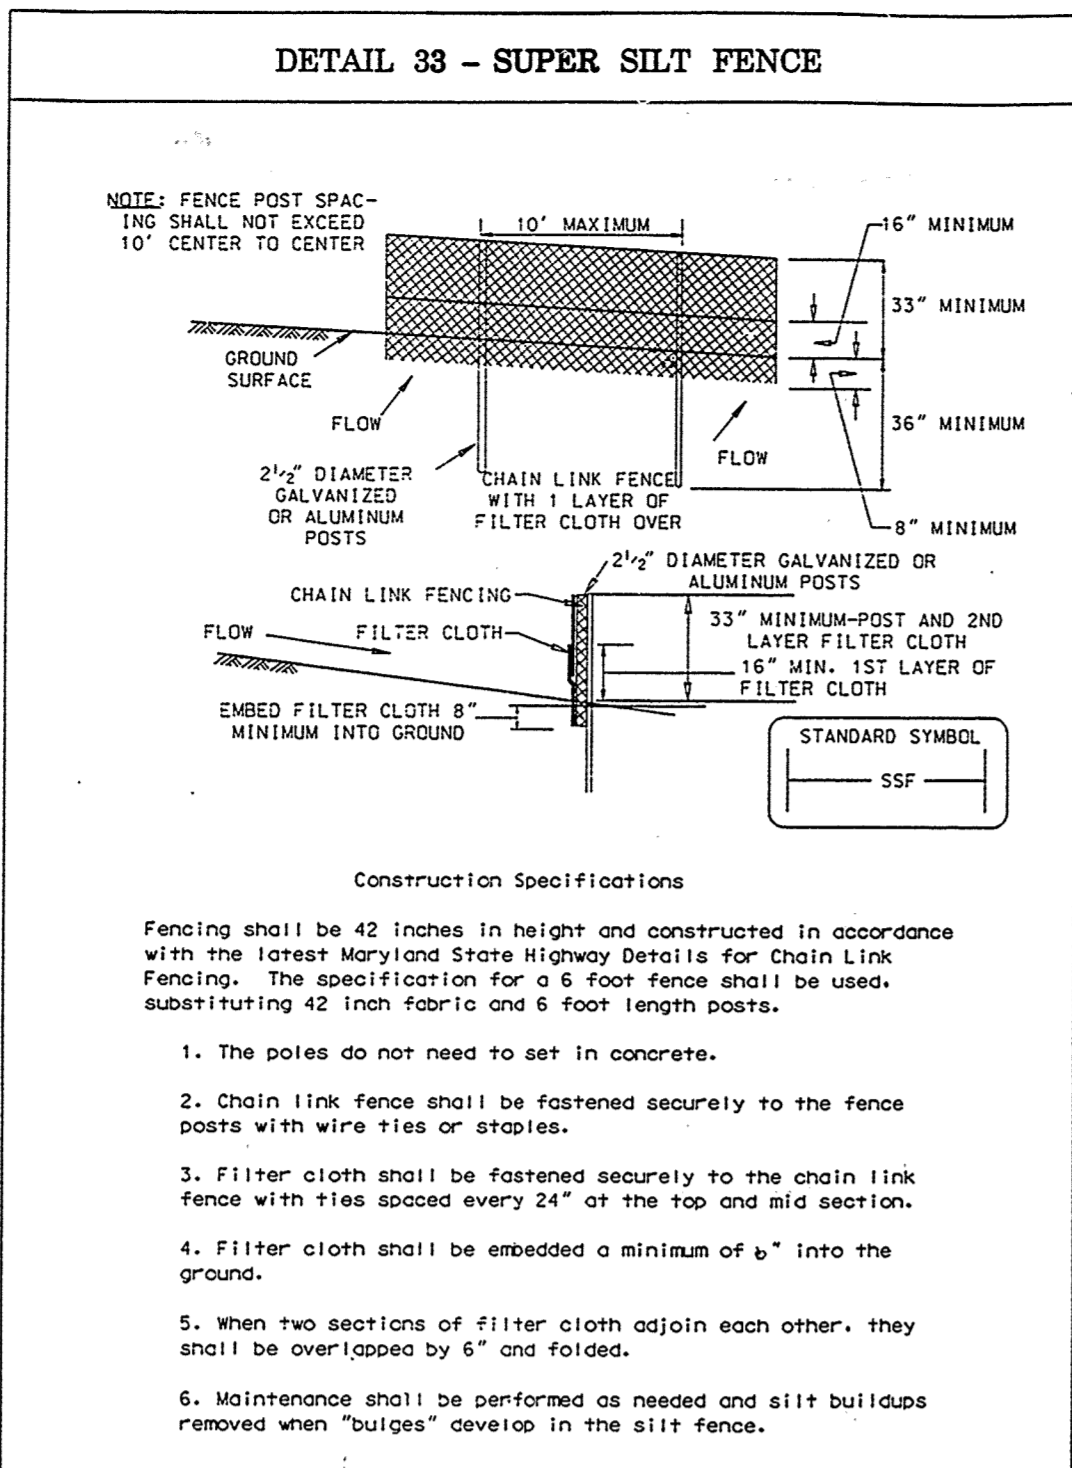 DETAIL 33 - SUPER SILT FENCE
NOTE: FENCE POST SPAC-
ING SHALL NOT EXCEED
10' CENTER TO CENTER
10' MAXIMUM
16" MINIMUM
33" MINIMUM
GROUND
SURFACE
FLOW
FLOW
36" MINIMUM
2 1/2" DIAMETER
GALVANIZED
OR ALUMINUM
POSTS
CHAIN LINK FENCE
WITH 1 LAYER OF
FILTER CLOTH OVER
8" MINIMUM
2 1/2" DIAMETER GALVANIZED OR
ALUMINUM POSTS
CHAIN LINK FENCING
FLOW
FILTER CLOTH
33" MINIMUM-POST AND 2ND
LAYER FILTER CLOTH
16" MIN. 1ST LAYER OF
FILTER CLOTH
EMBED FILTER CLOTH 8"
MINIMUM INTO GROUND
STANDARD SYMBOL
SSF
Construction Specifications
Fencing shall be 42 inches in height and constructed in accordance
with the latest Maryland State Highway Details for Chain Link
Fencing. The specification for a 6 foot fence shall be used,
substituting 42 inch fabric and 6 foot length posts.
1. The poles do not need to set in concrete.
2. Chain link fence shall be fastened securely to the fence
posts with wire ties or staples.
3. Filter cloth shall be fastened securely to the chain link
fence with ties spaced every 24" at the top and mid section.
4. Filter cloth shall be embedded a minimum of into the
ground.
5. When two sections of filter cloth adjoin each other, they
shall be overlapped by 6" and folded.
6. Maintenance shall be performed as needed and silt buildups
removed when "bulges" develop in the silt fence.